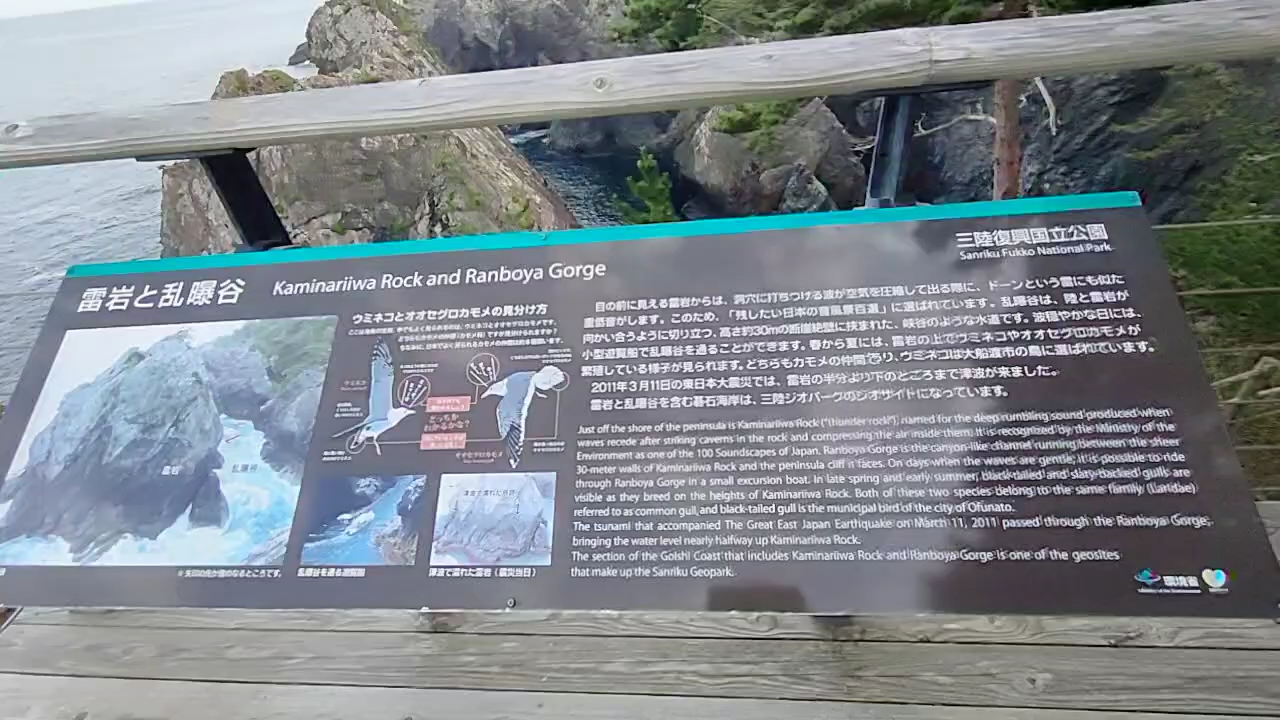 三陸復興国立公園
Sanriku Fukko National Park
雷岩と乱曝谷
Kaminariiwa Rock and Ranboya Gorge
雷岩
乱曝谷
ウミネコとオオセグロカモメの見分け方
どっちか
わかるかな?
オオセグロカモメ
乱曝谷を通る遊覧船
津波で濡れた雷岩(震災当日)
目の前に見える雷岩からは、洞穴に打ちつける波が空気を圧縮して出る際に、ドーンという雷にも似た
重低音がします。このため、「残したい日本の音風景百選」に選ばれています。乱曝谷は、陸と雷岩が
向かい合うように切り立つ、高さ約30mの断崖絶壁に挟まれた、峡谷のような水道です。波穏やかな日には、
小型遊覧船で乱曝谷を通ることができます。春から夏には、雷岩の上でウミネコやオオセグロカモメが
繁殖している様子が見られます。どちらもカモメの仲間であり、ウミネコは大船渡市の鳥に選ばれています。
2011年3月11日の東日本大震災では、雷岩の半分より下のところまで津波が来ました。
雷岩と乱曝谷を含む碁石海岸は、三陸ジオパークのジオサイトになっています。
Just off the shore of the peninsula is Kaminariiwa Rock ("thunder rock"), named for the deep rumbling sound produced when
waves recede after striking caverns in the rock and compressing the air inside them. It is recognized by the Ministry of the
Environment as one of the 100 Soundscapes of Japan. Ranboya Gorge is the canyon-like channel running between the sheer
30-meter walls of Kaminariiwa Rock and the peninsula cliff it faces. On days when the waves are gentle, it is possible to ride
through Ranboya Gorge in a small excursion boat. In late spring and early summer, black-tailed and slaty-backed gulls are
visible as they breed on the heights of Kaminariiwa Rock. Both of these two species belong to the same family (Laridae)
referred to as common gull, and black-tailed gull is the municipal bird of the city of Ofunato.
The tsunami that accompanied The Great East Japan Earthquake on March 11, 2011 passed through the Ranboya Gorge,
bringing the water level nearly halfway up Kaminariiwa Rock.
The section of the Goishi Coast that includes Kaminariiwa Rock and Ranboya Gorge is one of the geosites
that make up the Sanriku Geopark.
環境省